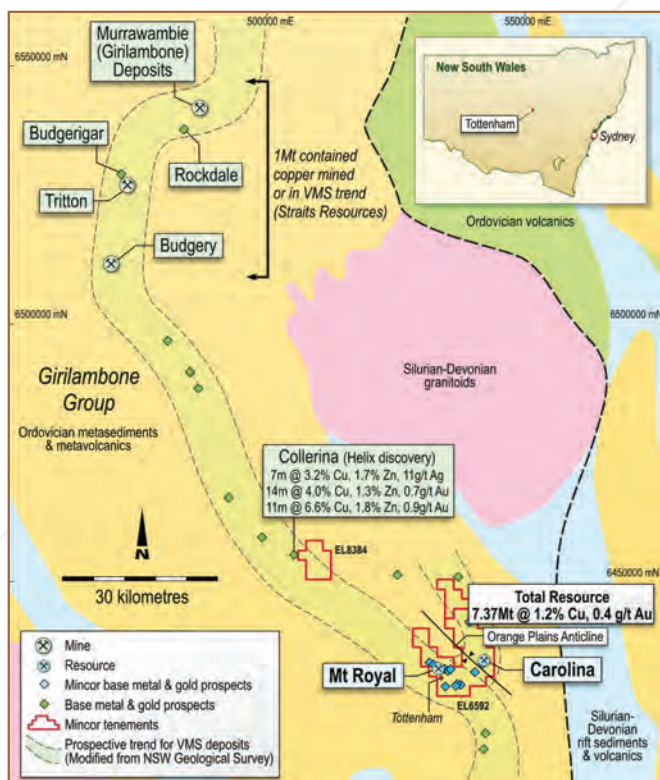 500000 mE
550000 mE
6550000 mN
Murrawambie
(Girilambone)
Deposits
New South Wales
Tottenham
Sydney
Budgerigar
Rockdale
Tritton
1Mt contained
copper mined
or in VMS trend
(Straits Resources)
Budgery
Ordovician volcanics
6500000 mN
6500000 mN
Silurian-Devonian
granitoids
Girilambone
Group
Ordovician metasediments
& metavolcanics
Collerina (Helix discovery)
7m @ 3.2% Cu, 1.7% Zn, 11g/t Ag
14m @ 4.0% Cu, 1.3% Zn, 0.7g/t Au
11m @ 6.6% Cu, 1.8% Zn, 0.9g/t Au
N
30 kilometres
EL8384
6450000 mN
Total Resource
7.37Mt @ 1.2% Cu, 0.4 g/t Au
Orange Plains Anticline
Mt Royal
Carolina
Tottenham
EL6592
Silurian-
Devonian
rift sediments
& volcanics
Mine
Resource
Mincor base metal & gold prospects
Base metal & gold prospects
Mincor tenements
Prospective trend for VMS deposits
(Modified from NSW Geological Survey)